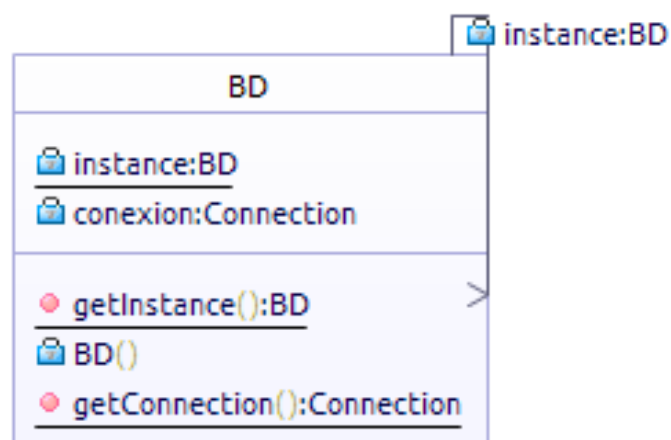 instance:BD
BD
instance:BD
conexion:Connection
getInstance():BD
BD()
getConnection():Connection